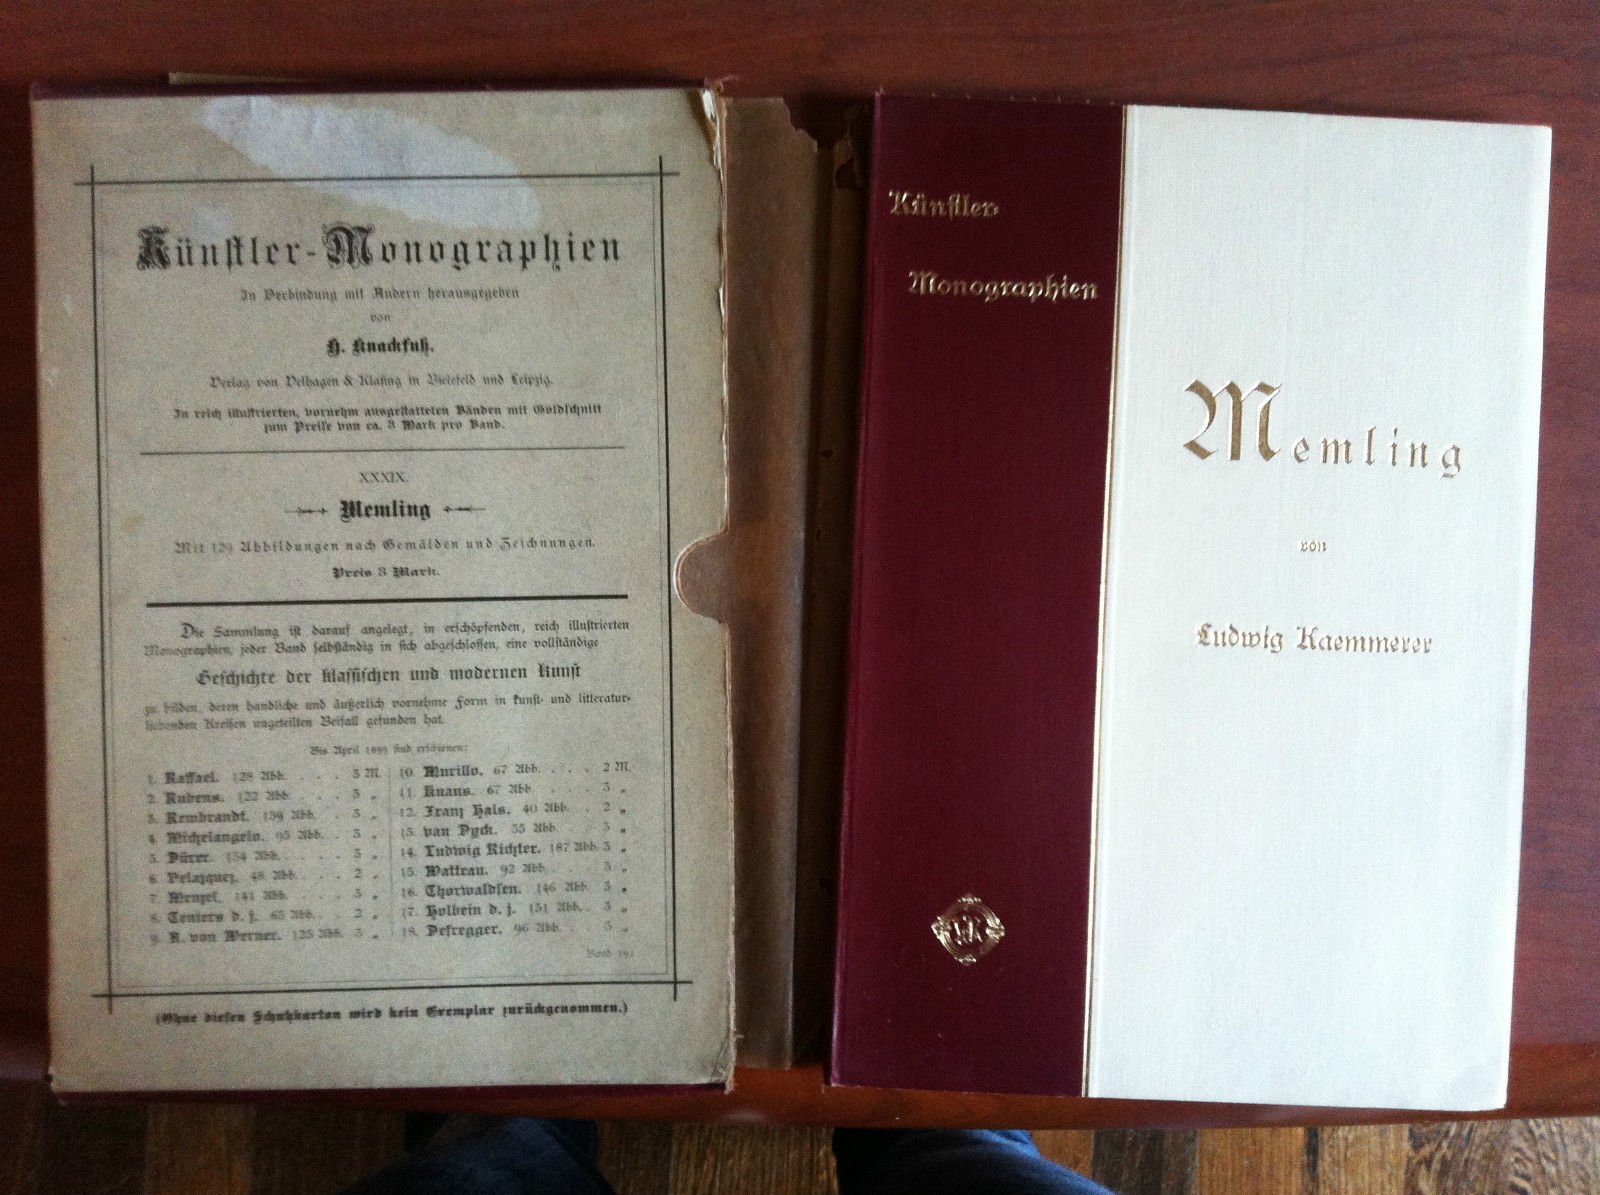 Künstler-Monographien
In Verbindung mit Andern herausgegeben
von
H. Knackfuß.
Verlag von Velhagen & Klasing in Bielefeld und Leipzig.
In reich illustrierten, vornehm ausgestatteten Bänden mit Goldschnitt
zum Preise von ca. 3 Mark pro Band.
XXXIX.
Memling
Mit 129 Abbildungen nach Gemälden und Zeichnungen.
Preis 3 Mark.
Die Sammlung ist darauf angelegt, in erschöpfenden, reich illustrierten
Monographien, jeder Band selbständig in sich abgeschlossen, eine vollständige
Geschichte der klassischen und modernen Kunst
zu bilden, deren handliche und äußerlich vornehme Form in kunst- und litteratur-
liebenden Kreisen ungeteilten Beifall gefunden hat.
Bis April 1899 sind erschienen:
1. Raffael. 128 Abb. . . . 3 M.
2. Rubens. 122 Abb. . . . 3 „
3. Rembrandt. 159 Abb. . 3 „
4. Michelangelo. 95 Abb. . 3 „
5. Dürer. 134 Abb. . . . . 3 „
6. Velazquez. 48 Abb. . . 2 „
7. Menzel. 141 Abb. . . . 3 „
8. Teniers d. j. 63 Abb. . 2 „
9. A. von Werner. 125 Abb. 3 „
10. Murillo. 67 Abb. . . . 2 M.
11. Knaus. 67 Abb. . . . 3 „
12. Franz Hals. 40 Abb. . 2 „
13. van Dyck. 55 Abb. . . 3 „
14. Ludwig Richter. 187 Abb. 3 „
15. Watteau. 92 Abb. . . 3 „
16. Thorwaldsen. 146 Abb. 3 „
17. Holbein d. j. 151 Abb. . 3 „
18. Defregger. 96 Abb. . . 3 „
Band
(Ohne diesen Schutzkarton wird kein Exemplar zurückgenommen.)
Künstler-
Monographien
VK
Memling
von
Ludwig Kaemmerer